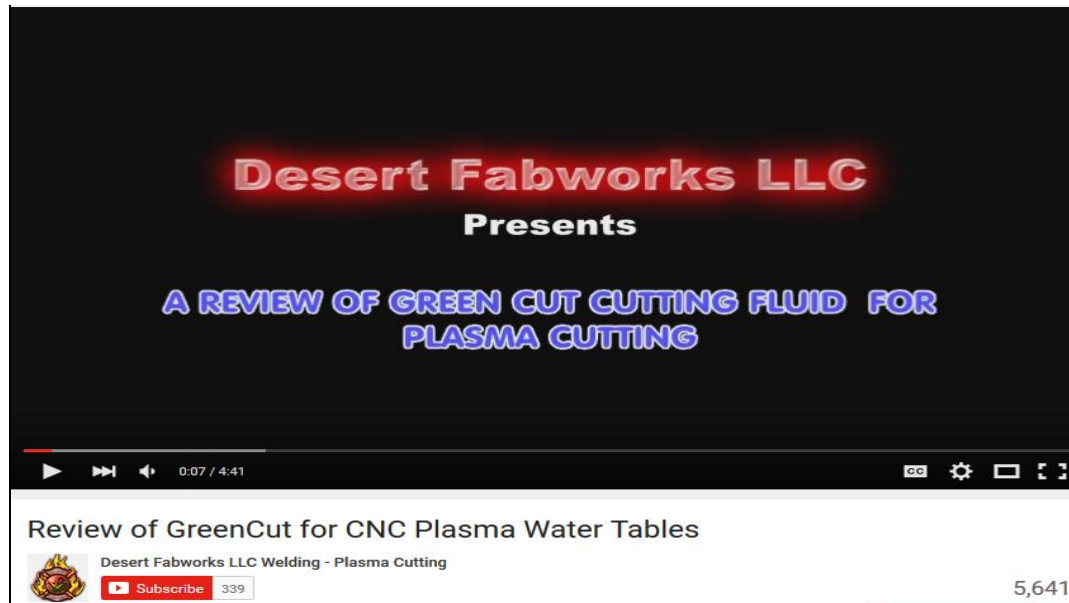 Desert Fabworks LLC
Presents
A REVIEW OF GREEN CUT CUTTING FLUID FOR
PLASMA CUTTING
0:07 / 4:41
CC
Review of GreenCut for CNC Plasma Water Tables
Desert Fabworks LLC Welding - Plasma Cutting
Subscribe 339
5,641